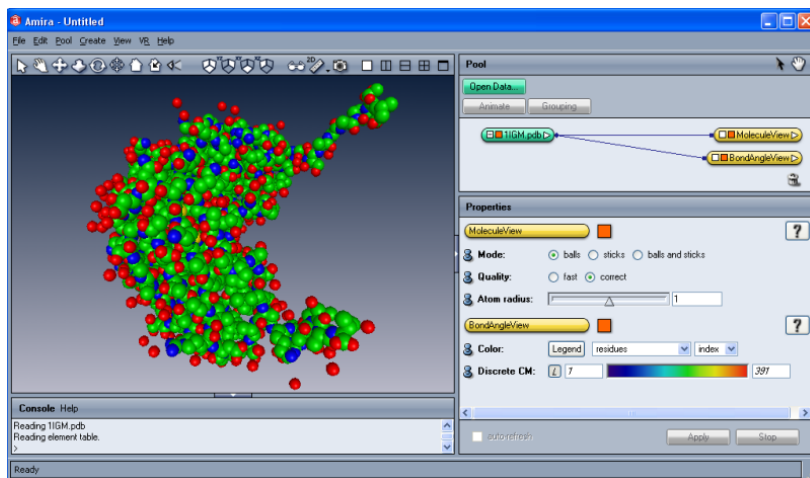 Amira - Untitled
File Edit Pool Create View VR Help
2D
Pool
Open Data...
Animate Grouping
1IGM.pdb
MoleculeView
BondAngleView
Properties
MoleculeView ?
Mode: balls sticks balls and sticks
Quality: fast correct
Atom radius: 1
BondAngleView ?
Color: Legend residues index
Discrete CM: L 1 391
auto-refresh Apply Stop
Console Help
Reading 1IGM.pdb
Reading element table.
>
Ready